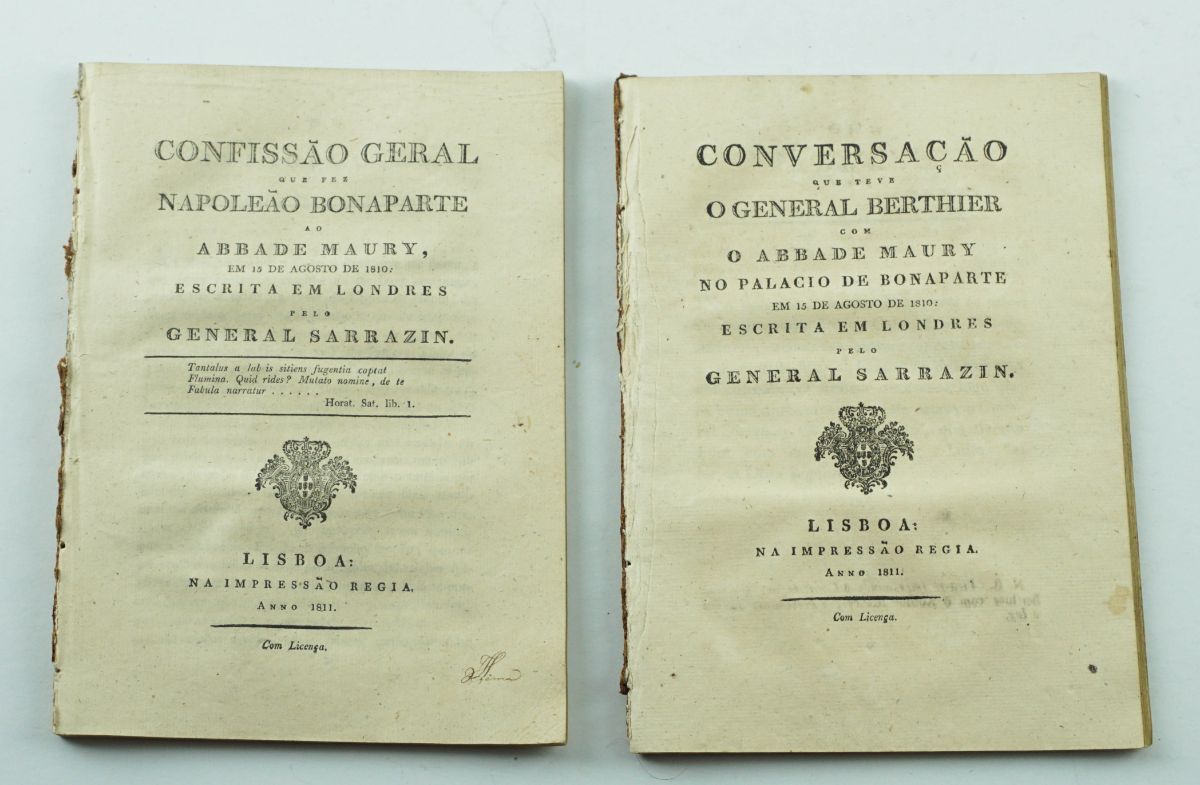 CONFISSÃO GERAL
QUE FEZ
NAPOLEÃO BONAPARTE
AO
ABBADE MAURY,
EM 15 DE AGOSTO DE 1810:
ESCRITA EM LONDRES
PELO
GENERAL SARRAZIN.
Tantalus a lab is sitiens fugentia coptat
Flumina. Quid rides? Mutato nomine, de te
Fabula narratur . . . . . .
Horat. Sat. lib. 1.
LISBOA:
NA IMPRESSÃO REGIA.
ANNO 1811.
Com Licença.
CONVERSAÇÃO
QUE TEVE
O GENERAL BERTHIER
COM
O ABBADE MAURY
NO PALACIO DE BONAPARTE
EM 15 DE AGOSTO DE 1810:
ESCRITA EM LONDRES
PELO
GENERAL SARRAZIN.
LISBOA:
NA IMPRESSÃO REGIA.
ANNO 1811.
Com Licença.